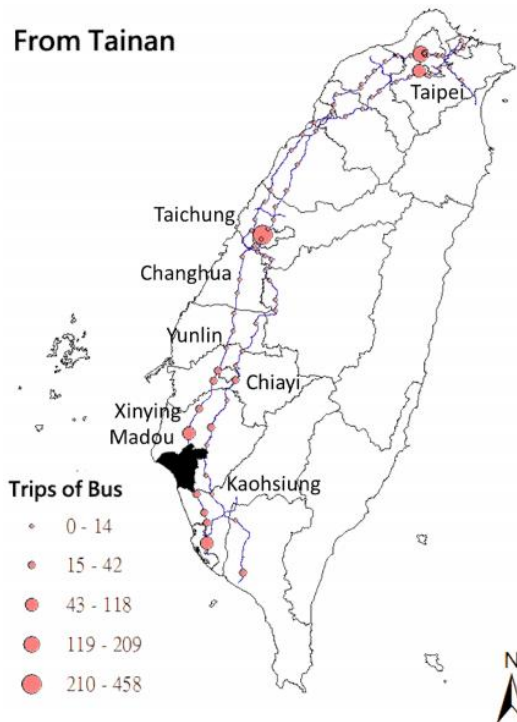 From Tainan
Taipei
Taichung
Changhua
Yunlin
Chiayi
Xinying
Madou
Kaohsiung
Trips of Bus
0 - 14
15 - 42
43 - 118
119 - 209
210 - 458
N